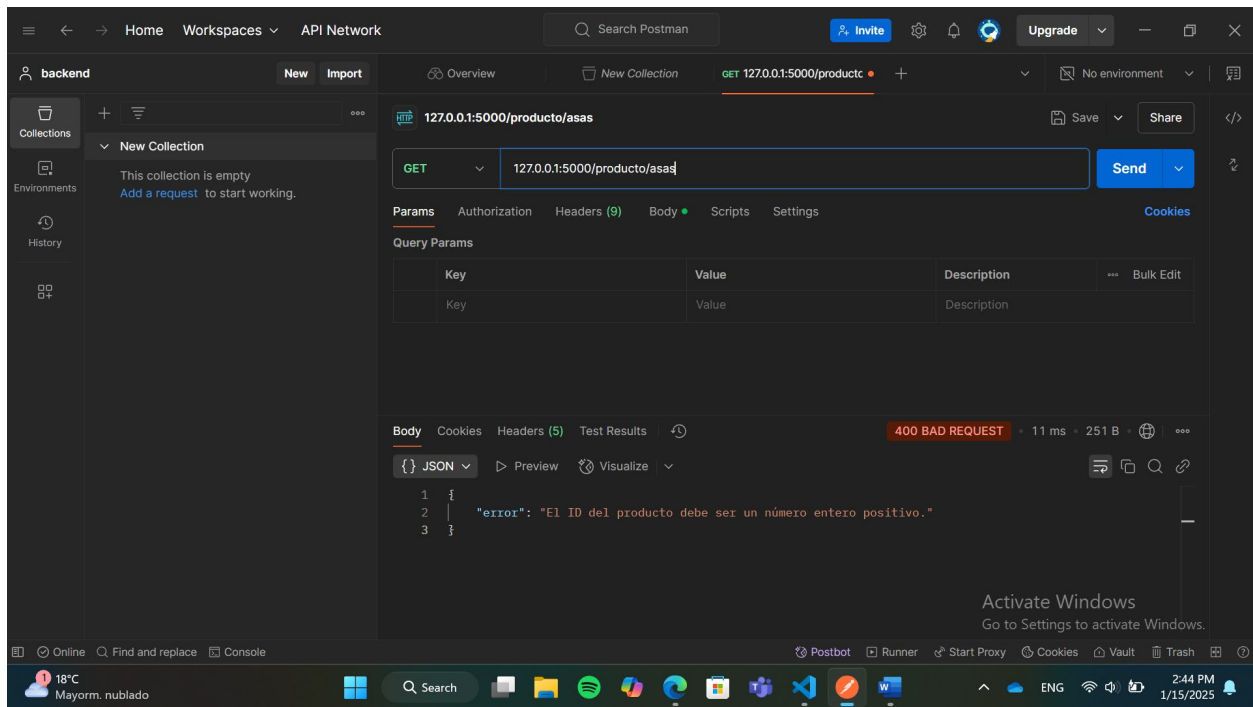 Home Workspaces API Network Search Postman Invite Upgrade
backend New Import Overview New Collection GET 127.0.0.1:5000/productc No environment
Collections
HTTP 127.0.0.1:5000/producto/asas Save Share
New Collection
This collection is empty
Add a request to start working.
GET 127.0.0.1:5000/producto/asas Send
Environments
Params Authorization Headers (9) Body Scripts Settings Cookies
History
Query Params
Key Value Description Bulk Edit
Key Value Description
Body Cookies Headers (5) Test Results 400 BAD REQUEST 11 ms 251 B
{} JSON Preview Visualize
1 {
2 "error": "El ID del producto debe ser un número entero positivo."
3 }
Activate Windows
Go to Settings to activate Windows.
Online Find and replace Console Postbot Runner Start Proxy Cookies Vault Trash
1 18°C
Mayorm. nublado
Search
ENG
2:44 PM
1/15/2025